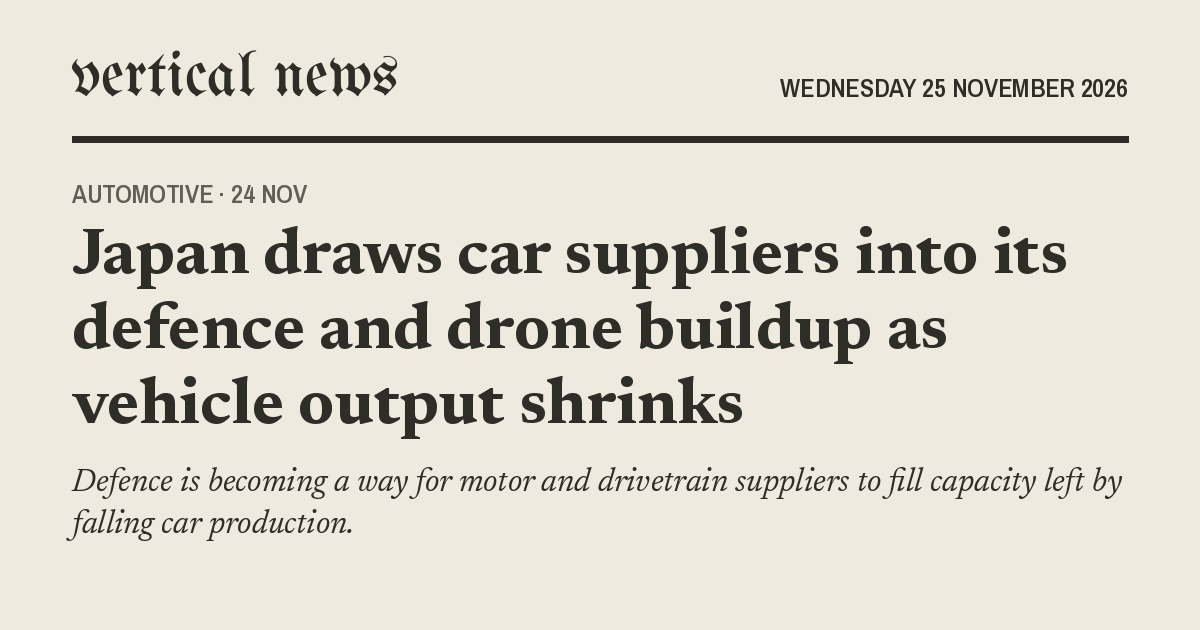 vertical news
WEDNESDAY 25 NOVEMBER 2026
AUTOMOTIVE · 24 NOV
Japan draws car suppliers into its
defence and drone buildup as
vehicle output shrinks
Defence is becoming a way for motor and drivetrain suppliers to fill capacity left by
falling car production.